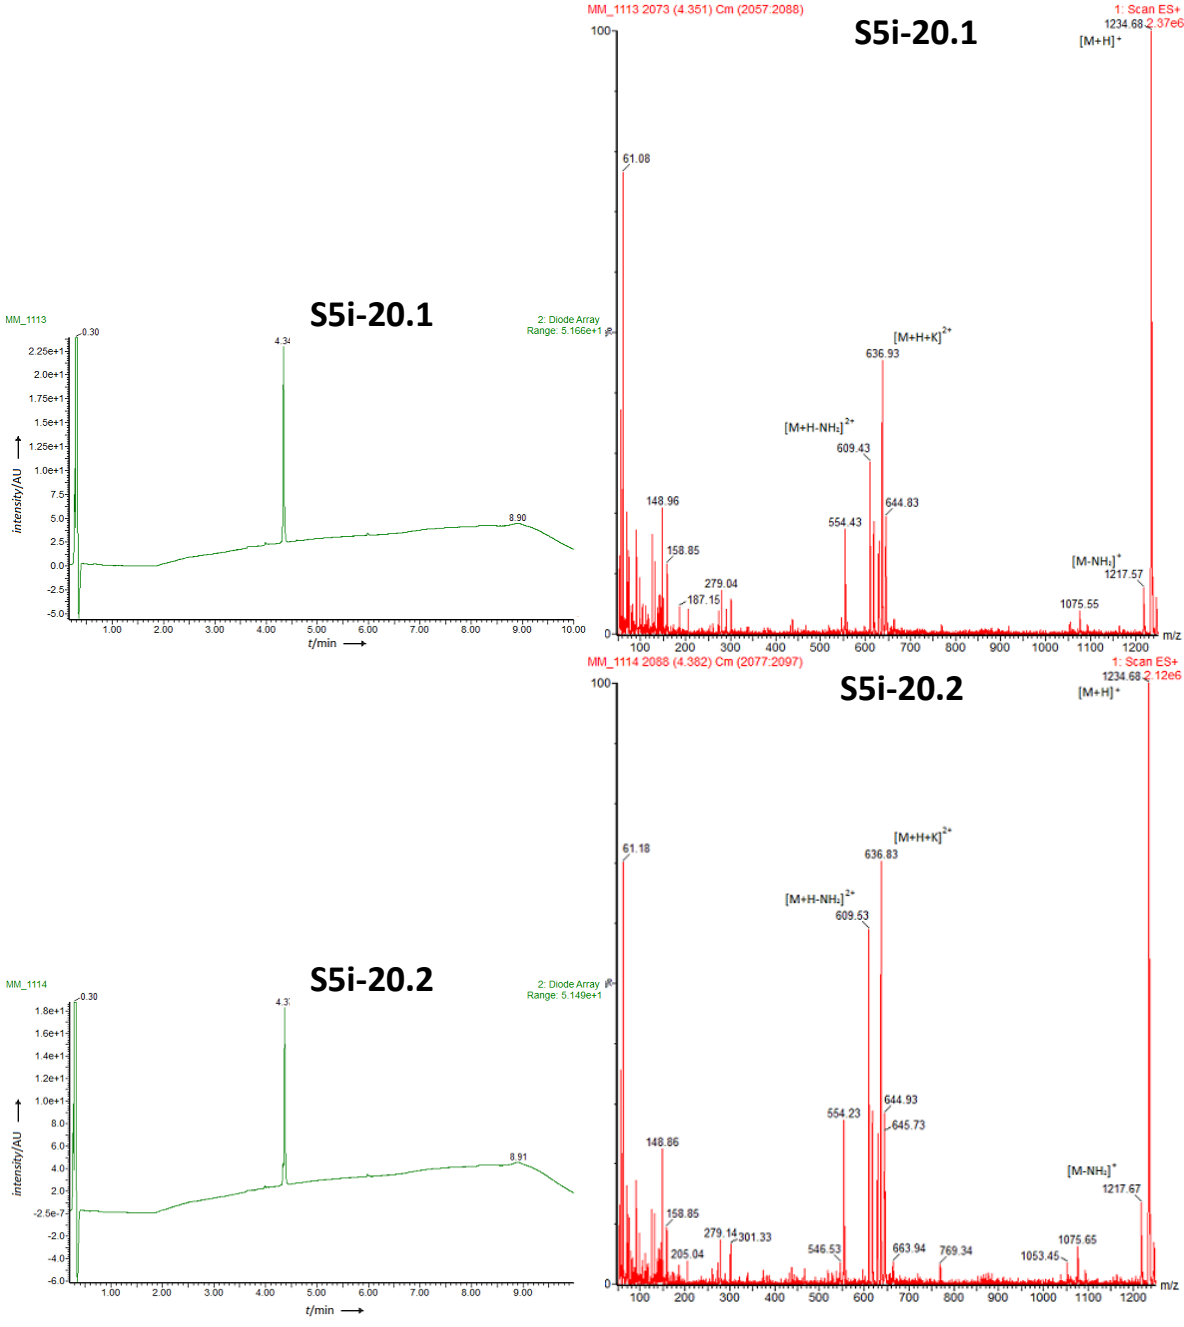 MM_1113 2073 (4.351) Cm (2057:2088)
1: Scan ES+
S5i-20.1
1234.68
2.37e6
100
[M+H]+
61.08
[M+H+K]2+
636.93
[M+H-NH₂]2+
609.43
644.83
554.43
148.96
158.85
279.04
187.15
[M-NH₂]+
1217.57
1075.55
%
0
100 200 300 400 500 600 700 800 900 1000 1100 1200
m/z
S5i-20.1
MM_1113
2: Diode Array
Range: 5.166e+1
0.30
4.34
8.90
2.25e+1
2.0e+1
1.75e+1
1.5e+1
1.25e+1
1.0e+1
7.5
5.0
2.5
0.0
-2.5
-5.0
intensity/AU
1.00 2.00 3.00 4.00 5.00 6.00 7.00 8.00 9.00 10.00
t/min
MM_1114 2088 (4.382) Cm (2077:2097)
1: Scan ES+
S5i-20.2
1234.68
2.12e6
100
[M+H]+
61.18
[M+H+K]2+
636.83
[M+H-NH₂]2+
609.53
644.93
645.73
554.23
148.86
158.85
205.04
279.14
301.33
546.53
663.94
769.34
1053.45
1075.65
[M-NH₂]+
1217.67
%
0
100 200 300 400 500 600 700 800 900 1000 1100 1200
m/z
S5i-20.2
MM_1114
2: Diode Array
Range: 5.149e+1
0.30
8.91
1.8e+1
1.6e+1
1.4e+1
1.2e+1
1.0e+1
8.0
6.0
4.0
2.0
-2.5e-7
-2.0
-4.0
-6.0
intensity/AU
1.00 2.00 3.00 4.00 5.00 6.00 7.00 8.00 9.00
t/min